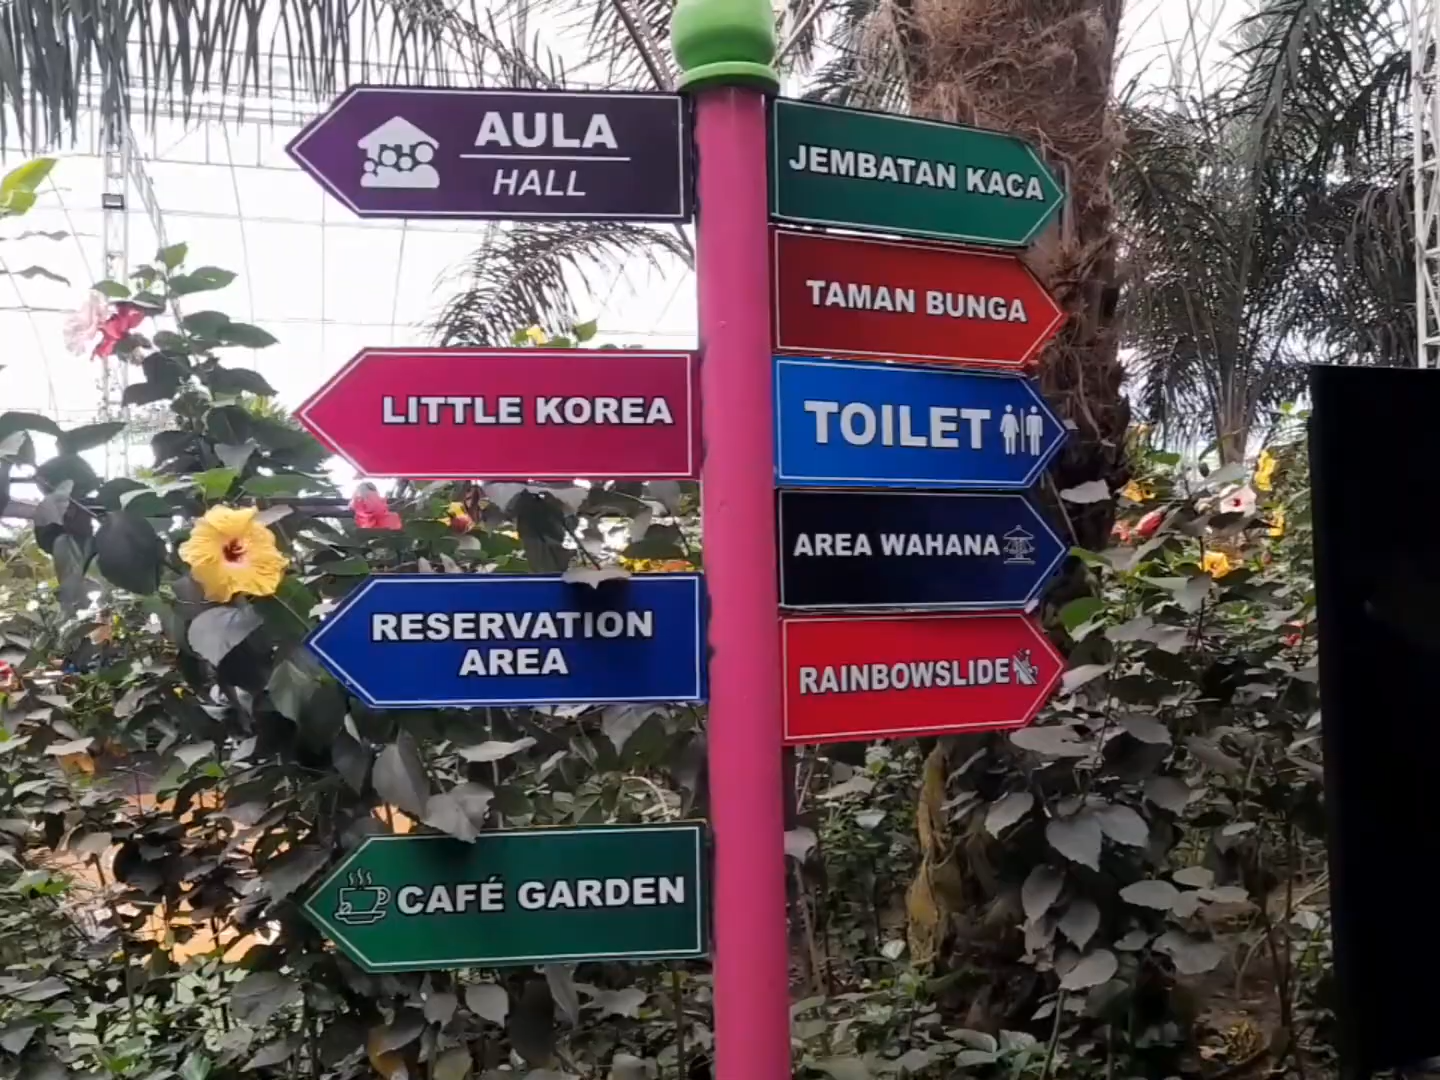 AULA
HALL
LITTLE KOREA
RESERVATION
AREA
CAFÉ GARDEN
JEMBATAN KACA
TAMAN BUNGA
TOILET
AREA WAHANA
RAINBOWSLIDE